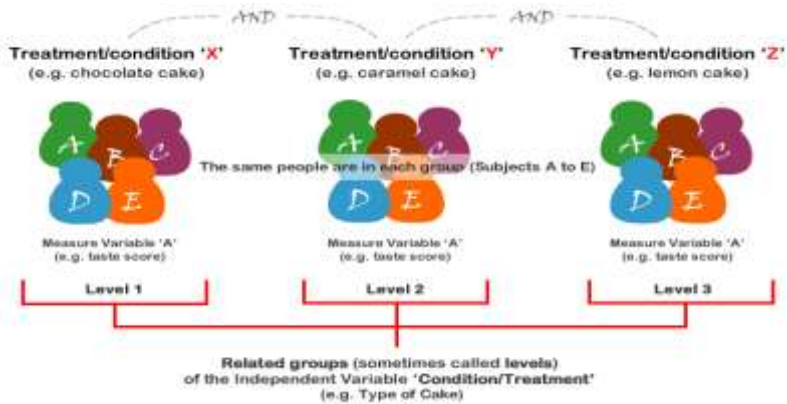 AND
AND
Treatment/condition ‘X’
(e.g. chocolate cake)
Treatment/condition ‘Y’
(e.g. caramel cake)
Treatment/condition ‘Z’
(e.g. lemon cake)
A B C
D E
A B C
D E
A B C
D E
The same people are in each group (Subjects A to E)
Measure Variable ‘A’
(e.g. taste score)
Measure Variable ‘A’
(e.g. taste score)
Measure Variable ‘A’
(e.g. taste score)
Level 1
Level 2
Level 3
Related groups (sometimes called levels)
of the Independent Variable ‘Condition/Treatment’
(e.g. Type of Cake)